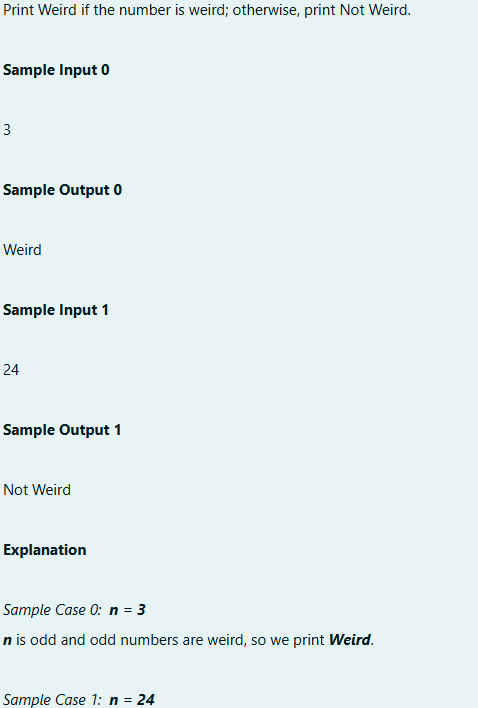 Print Weird if the number is weird; otherwise, print Not Weird.
Sample Input 0
3
Sample Output 0
Weird
Sample Input 1
24
Sample Output 1
Not Weird
Explanation
Sample Case 0: n = 3
n is odd and odd numbers are weird, so we print Weird.
Sample Case 1: n = 24